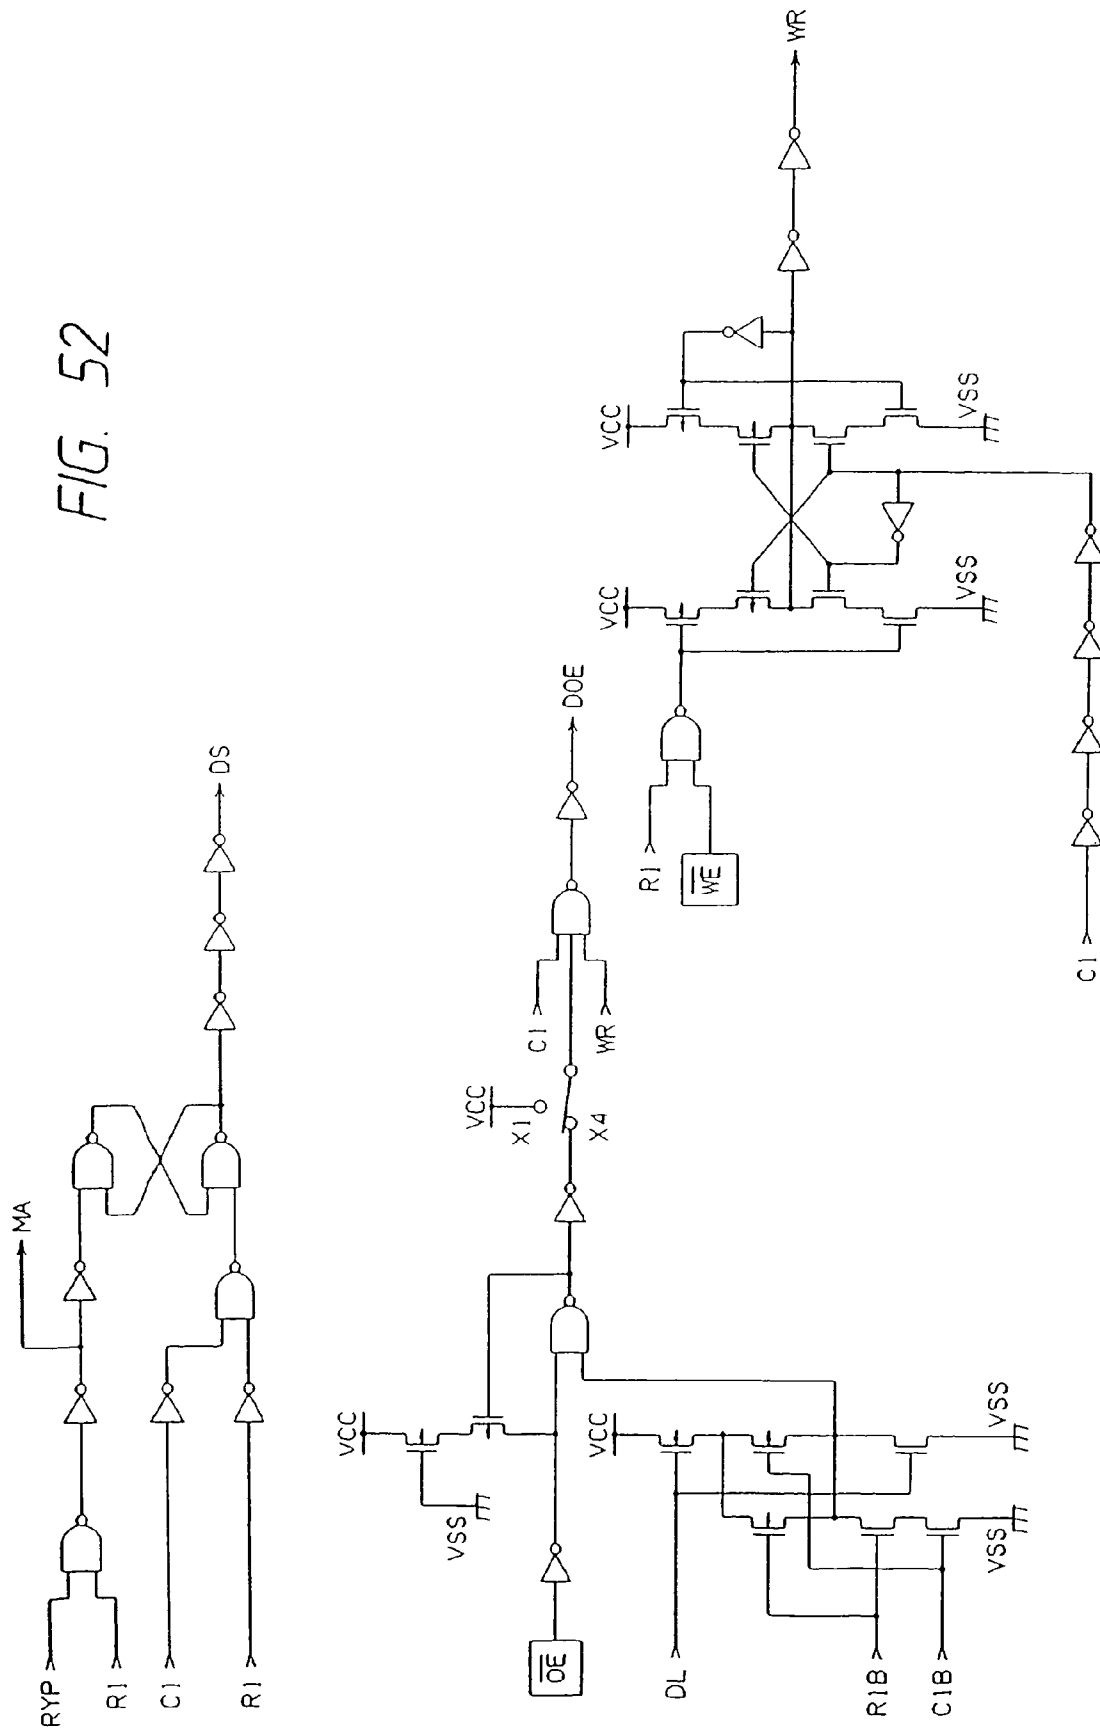 FIG. 52
RYP
R1
C1
R1
MA
DS
OE
VSS
VCC
DL
R1B
C1B
VCC
VSS
VSS
VCC
X1
X4
C1
WR
DOE
R1
WE
C1
VCC
VSS
VCC
VSS
WR